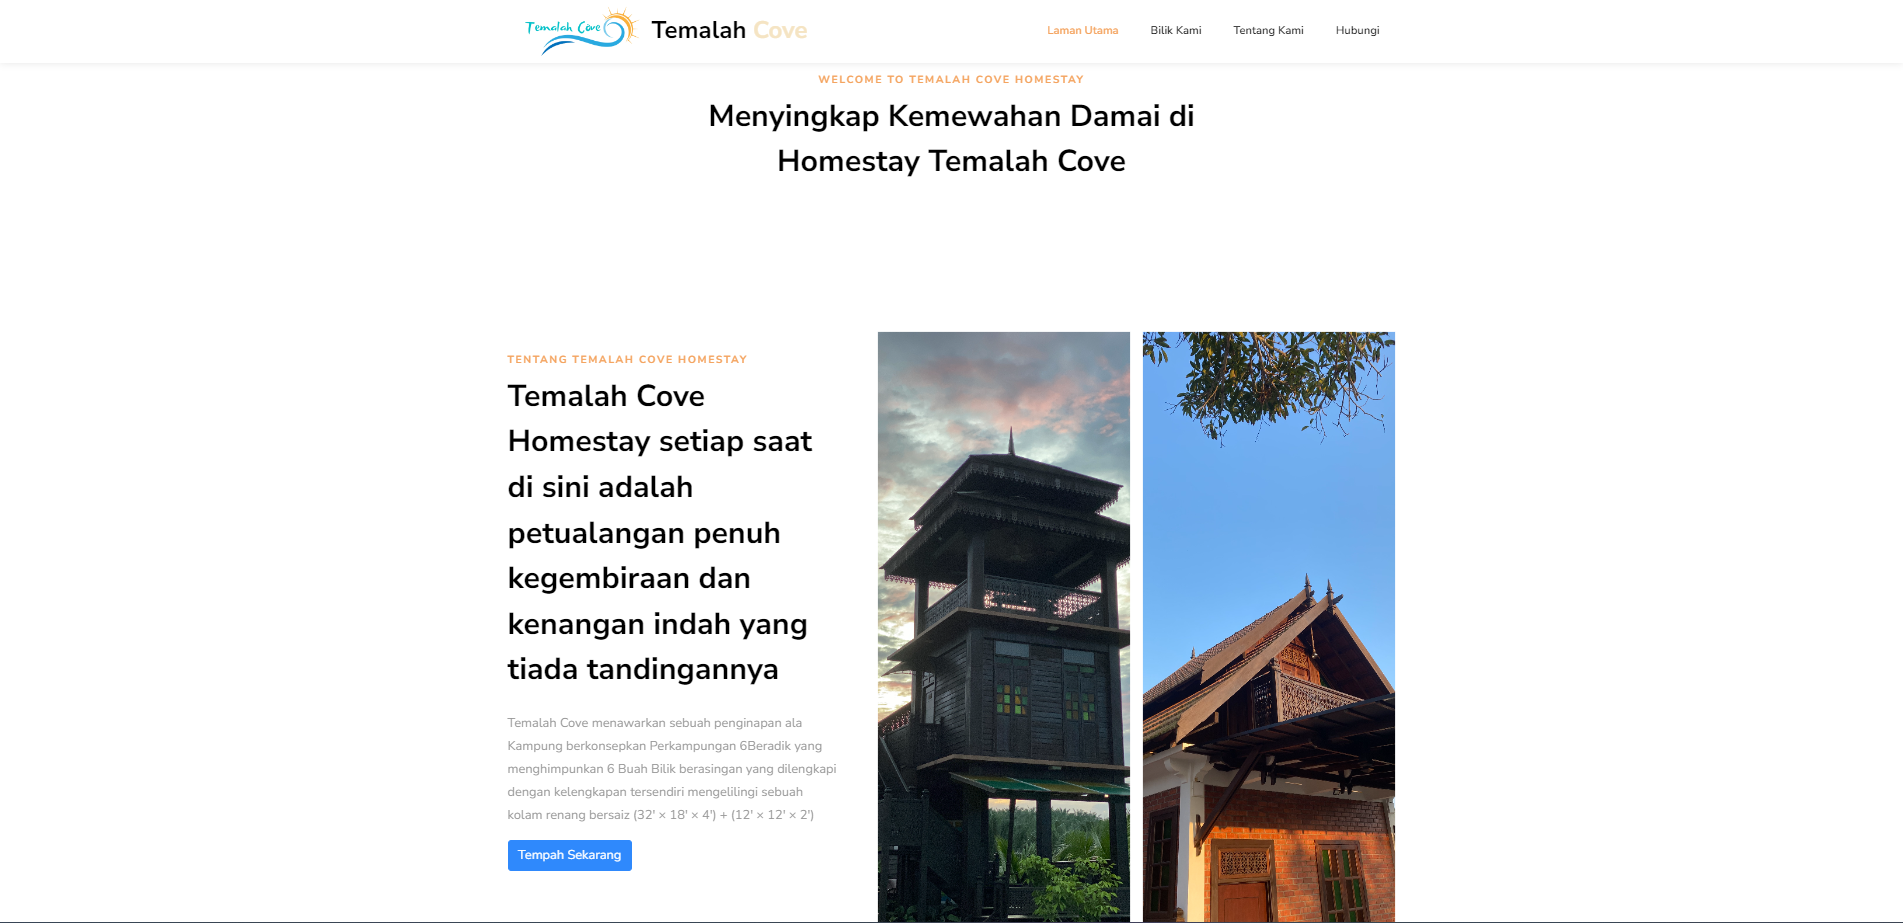 Temalah Cove
Temalah Cove
Laman Utama
Bilik Kami
Tentang Kami
Hubungi
WELCOME TO TEMALAH COVE HOMESTAY
Menyingkap Kemewahan Damai di
Homestay Temalah Cove
TENTANG TEMALAH COVE HOMESTAY
Temalah Cove
Homestay setiap saat
di sini adalah
petualangan penuh
kegembiraan dan
kenangan indah yang
tiada tandingannya
Temalah Cove menawarkan sebuah penginapan ala
Kampung berkonsepkan Perkampungan 6Beradik yang
menghimpunkan 6 Buah Bilik berasingan yang dilengkapi
dengan kelengkapan tersendiri mengelilingi sebuah
kolam renang bersaiz (32' × 18' × 4') + (12' × 12' × 2')
Tempah Sekarang